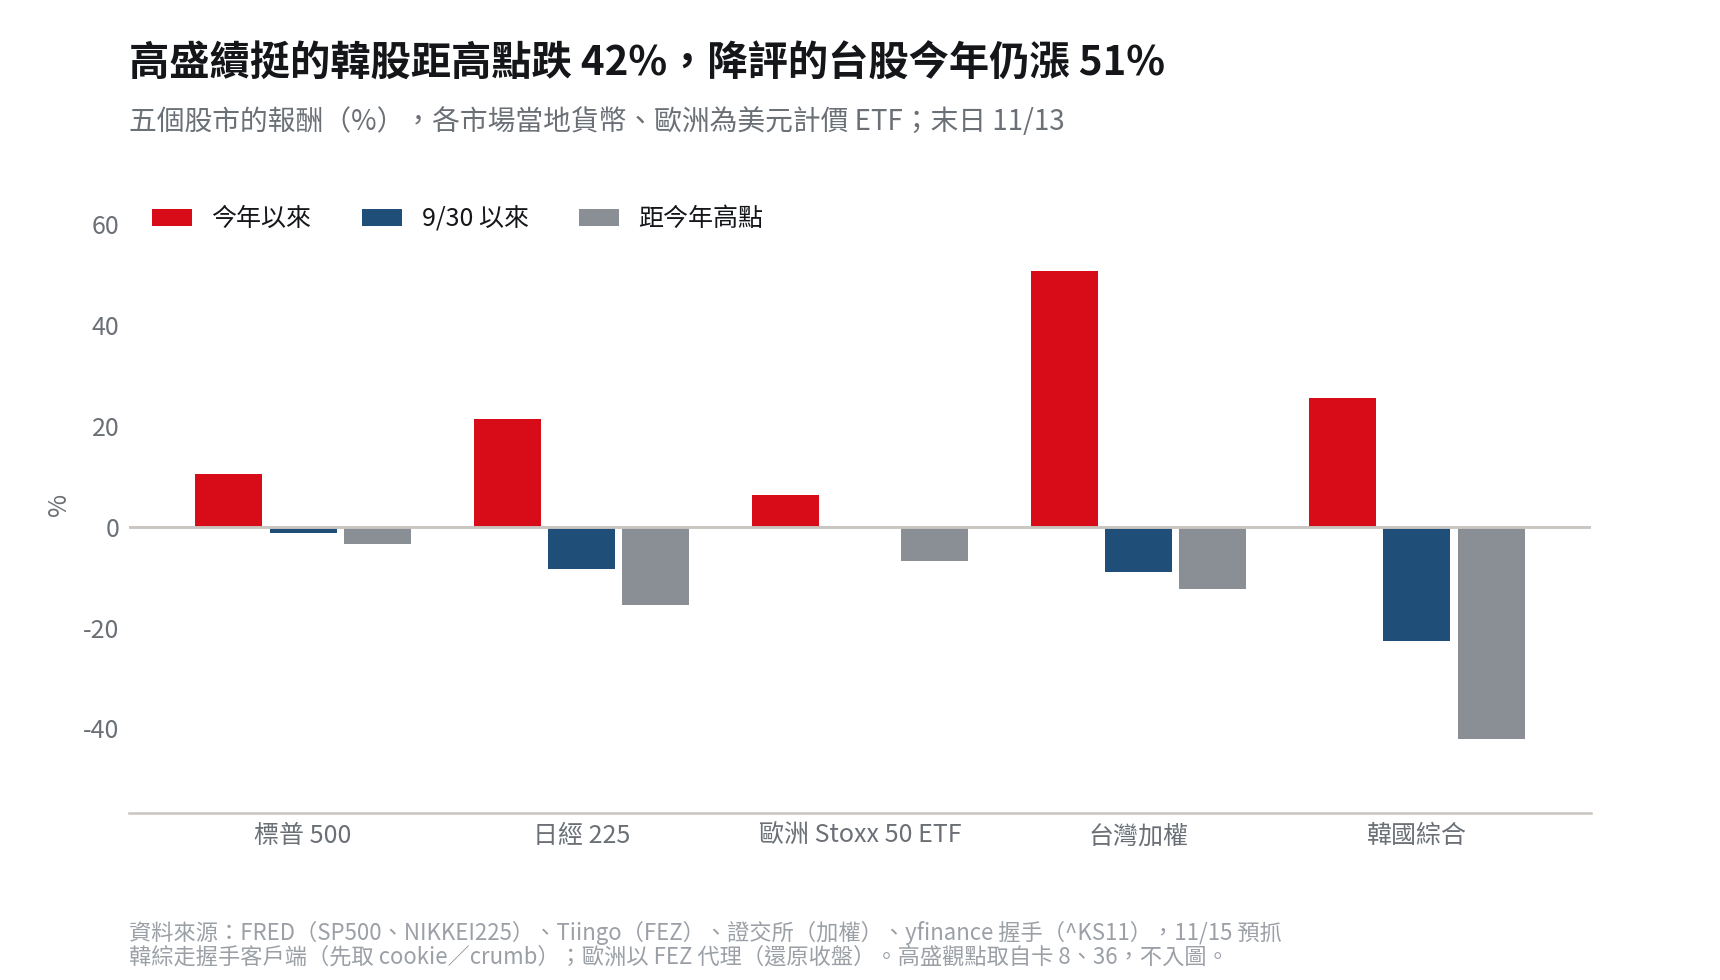 高盛續挺的韓股距高點跌 42%，降評的台股今年仍漲 51%
五個股市的報酬（%），各市場當地貨幣、歐洲為美元計價 ETF；末日 11/13
今年以來
9/30 以來
距今年高點
60
40
20
0
-20
-40
%
標普 500
日經 225
歐洲 Stoxx 50 ETF
台灣加權
韓國綜合
資料來源：FRED（SP500、NIKKEI225）、Tiingo（FEZ）、證交所（加權）、yfinance 握手（^KS11），11/15 預抓
韓綜走握手客戶端（先取 cookie／crumb）；歐洲以 FEZ 代理（還原收盤）。高盛觀點取自卡 8、36，不入圖。